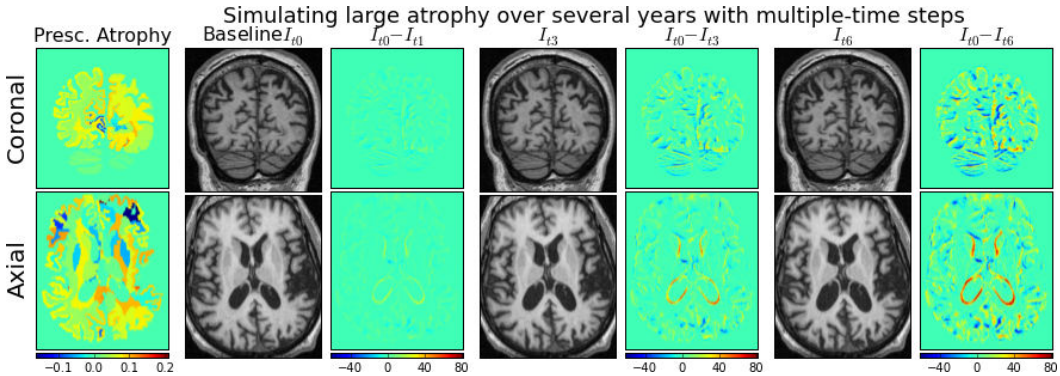 Simulating large atrophy over several years with multiple-time steps
Presc. Atrophy Baseline I_{t0} I_{t0}−I_{t1} I_{t3} I_{t0}−I_{t3} I_{t6} I_{t0}−I_{t6}
Coronal
Axial
−0.1 0.0 0.1 0.2 −40 0 40 80 −40 0 40 80 −40 0 40 80